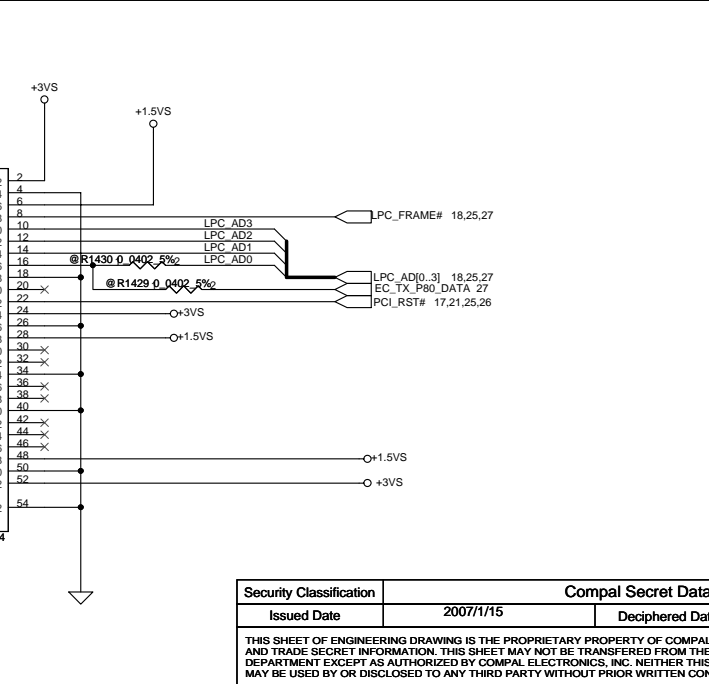 +3VS
+1.5VS
2
4
6
8
LPC_FRAME# 18,25,27
10
LPC_AD3
12
LPC_AD2
14
LPC_AD1
16
@ R1430 0_0402_5%2
LPC_AD0
18
LPC_AD[0..3] 18,25,27
20
@ R1429 0_0402_5%2
EC_TX_P80_DATA 27
22
PCI_RST# 17,21,25,26
24
+3VS
26
28
+1.5VS
30
32
34
36
38
40
42
44
46
48
+1.5VS
50
52
+3VS
54
4
Security Classification
Compal Secret Data
Issued Date
2007/1/15
Deciphered Dat
THIS SHEET OF ENGINEERING DRAWING IS THE PROPRIETARY PROPERTY OF COMPAL
AND TRADE SECRET INFORMATION. THIS SHEET MAY NOT BE TRANSFERED FROM THE
DEPARTMENT EXCEPT AS AUTHORIZED BY COMPAL ELECTRONICS, INC. NEITHER THIS
MAY BE USED BY OR DISCLOSED TO ANY THIRD PARTY WITHOUT PRIOR WRITTEN CON